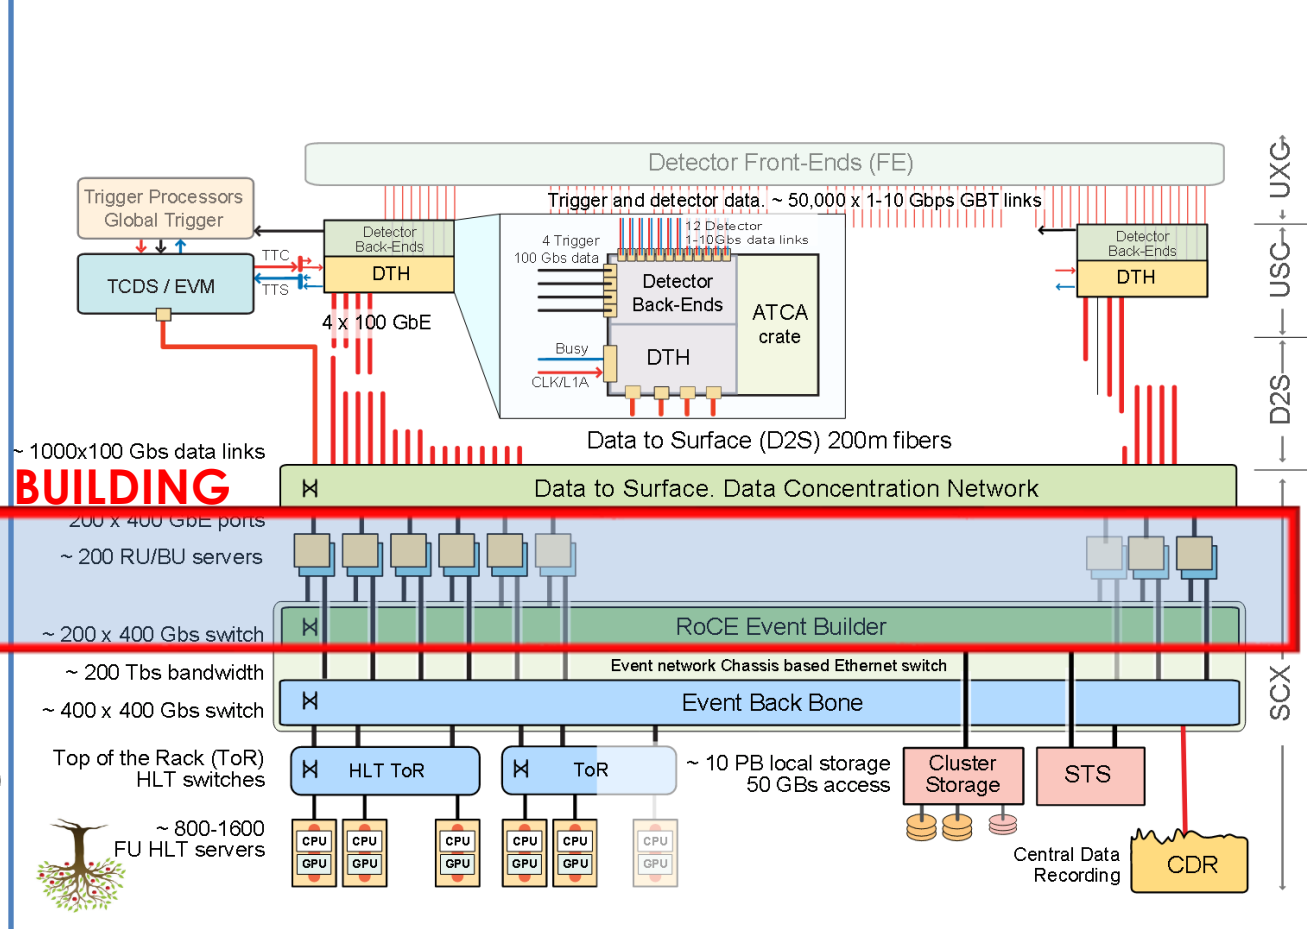 Detector Front-Ends (FE)
UXG
Trigger Processors
Global Trigger
Trigger and detector data. ~ 50,000 x 1-10 Gbps GBT links
Detector
Back-Ends
DTH
TTC
TTS
TCDS / EVM
4 x 100 GbE
4 Trigger
100 Gbs data
12 Detector
1-10Gbs data links
Detector
Back-Ends
DTH
ATCA
crate
Busy
CLK/L1A
Detector
Back-Ends
DTH
USC
D2S
Data to Surface (D2S) 200m fibers
~ 1000x100 Gbs data links
BUILDING
Data to Surface. Data Concentration Network
200 x 400 GbE ports
~ 200 RU/BU servers
~ 200 x 400 Gbs switch
RoCE Event Builder
~ 200 Tbs bandwidth
Event network Chassis based Ethernet switch
~ 400 x 400 Gbs switch
Event Back Bone
SCX
Top of the Rack (ToR)
HLT switches
HLT ToR
ToR
~ 10 PB local storage
50 GBs access
Cluster
Storage
STS
~ 800-1600
FU HLT servers
CPU
GPU
CPU
GPU
CPU
GPU
CPU
GPU
CPU
GPU
CPU
GPU
Central Data
Recording
CDR